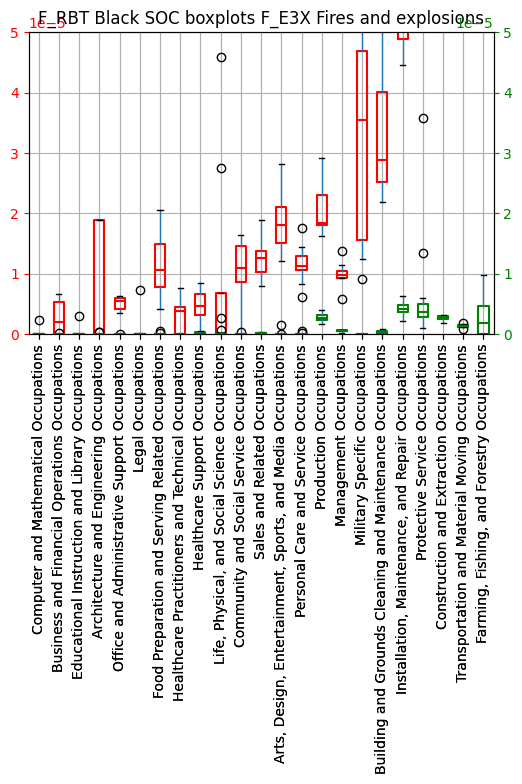 F_RBT Black SOC boxplots F_E3X Fires and explosions
1e−5
1e−5
5
4
3
2
1
0
5
4
3
2
1
0
Computer and Mathematical Occupations
Business and Financial Operations Occupations
Educational Instruction and Library Occupations
Architecture and Engineering Occupations
Office and Administrative Support Occupations
Legal Occupations
Food Preparation and Serving Related Occupations
Healthcare Practitioners and Technical Occupations
Healthcare Support Occupations
Life, Physical, and Social Science Occupations
Community and Social Service Occupations
Sales and Related Occupations
Arts, Design, Entertainment, Sports, and Media Occupations
Personal Care and Service Occupations
Production Occupations
Management Occupations
Military Specific Occupations
Building and Grounds Cleaning and Maintenance Occupations
Installation, Maintenance, and Repair Occupations
Protective Service Occupations
Construction and Extraction Occupations
Transportation and Material Moving Occupations
Farming, Fishing, and Forestry Occupations